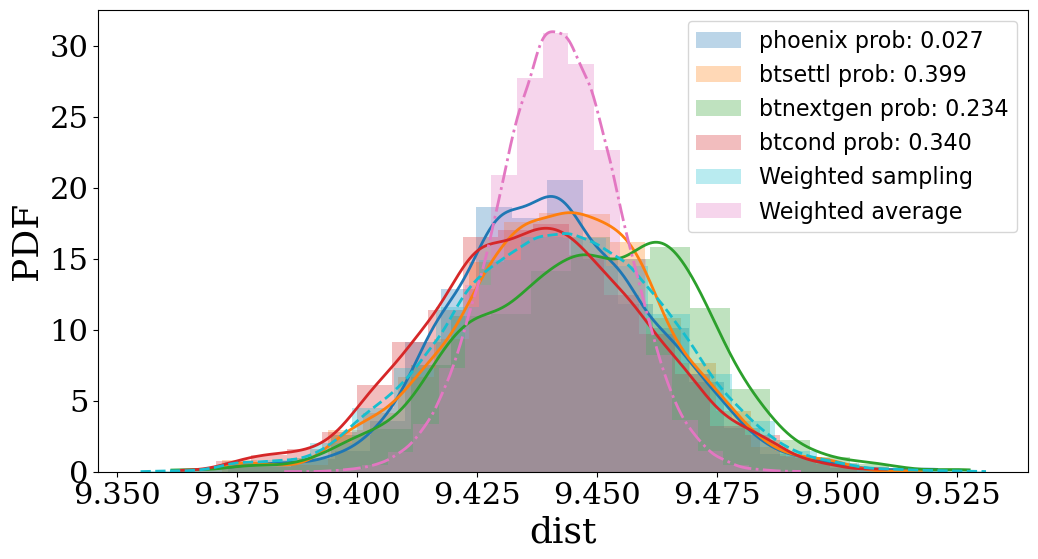 phoenix prob: 0.027
btsettl prob: 0.399
btnextgen prob: 0.234
btcond prob: 0.340
Weighted sampling
Weighted average
PDF
30
25
20
15
10
5
0
9.350 9.375 9.400 9.425 9.450 9.475 9.500 9.525
dist